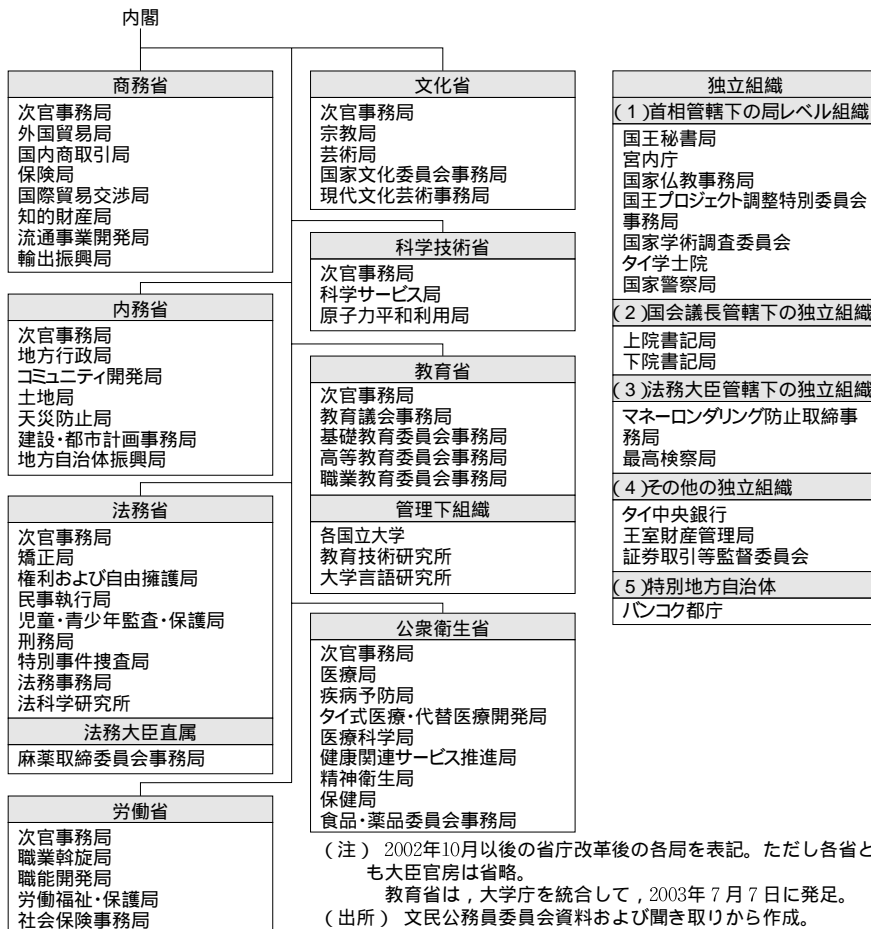 内閣
商務省
次官事務局
外国貿易局
国内商取引局
保険局
国際貿易交渉局
知的財産局
流通事業開発局
輸出振興局
内務省
次官事務局
地方行政局
コミュニティ開発局
土地局
天災防止局
建設・都市計画事務局
地方自治体振興局
法務省
次官事務局
矯正局
権利および自由擁護局
民事執行局
児童・青少年監査・保護局
刑務局
特別事件捜査局
法務事務局
法科学研究所
法務大臣直属
麻薬取締委員会事務局
労働省
次官事務局
職業斡旋局
職能開発局
労働福祉・保護局
社会保険事務局
文化省
次官事務局
宗教局
芸術局
国家文化委員会事務局
現代文化芸術事務局
科学技術省
次官事務局
科学サービス局
原子力平和利用局
教育省
次官事務局
教育議会事務局
基礎教育委員会事務局
高等教育委員会事務局
職業教育委員会事務局
管理下組織
各国立大学
教育技術研究所
大学言語研究所
公衆衛生省
次官事務局
医療局
疾病予防局
タイ式医療・代替医療開発局
医療科学局
健康関連サービス推進局
精神衛生局
保健局
食品・薬品委員会事務局
独立組織
(1)首相管轄下の局レベル組織
国王秘書局
宮内庁
国家仏教事務局
国王プロジェクト調整特別委員会
事務局
国家学術調査委員会
タイ学士院
国家警察局
(2)国会議長管轄下の独立組織
上院書記局
下院書記局
(3)法務大臣管轄下の独立組織
マネーロンダリング防止取締事
務局
最高検察局
(4)その他の独立組織
タイ中央銀行
王室財産管理局
証券取引等監督委員会
(5)特別地方自治体
バンコク都庁
(注) 2002年10月以後の省庁改革後の各局を表記。ただし各省と
も大臣官房は省略。
教育省は,大学庁を統合して,2003年7月7日に発足。
(出所) 文民公務員委員会資料および聞き取りから作成。